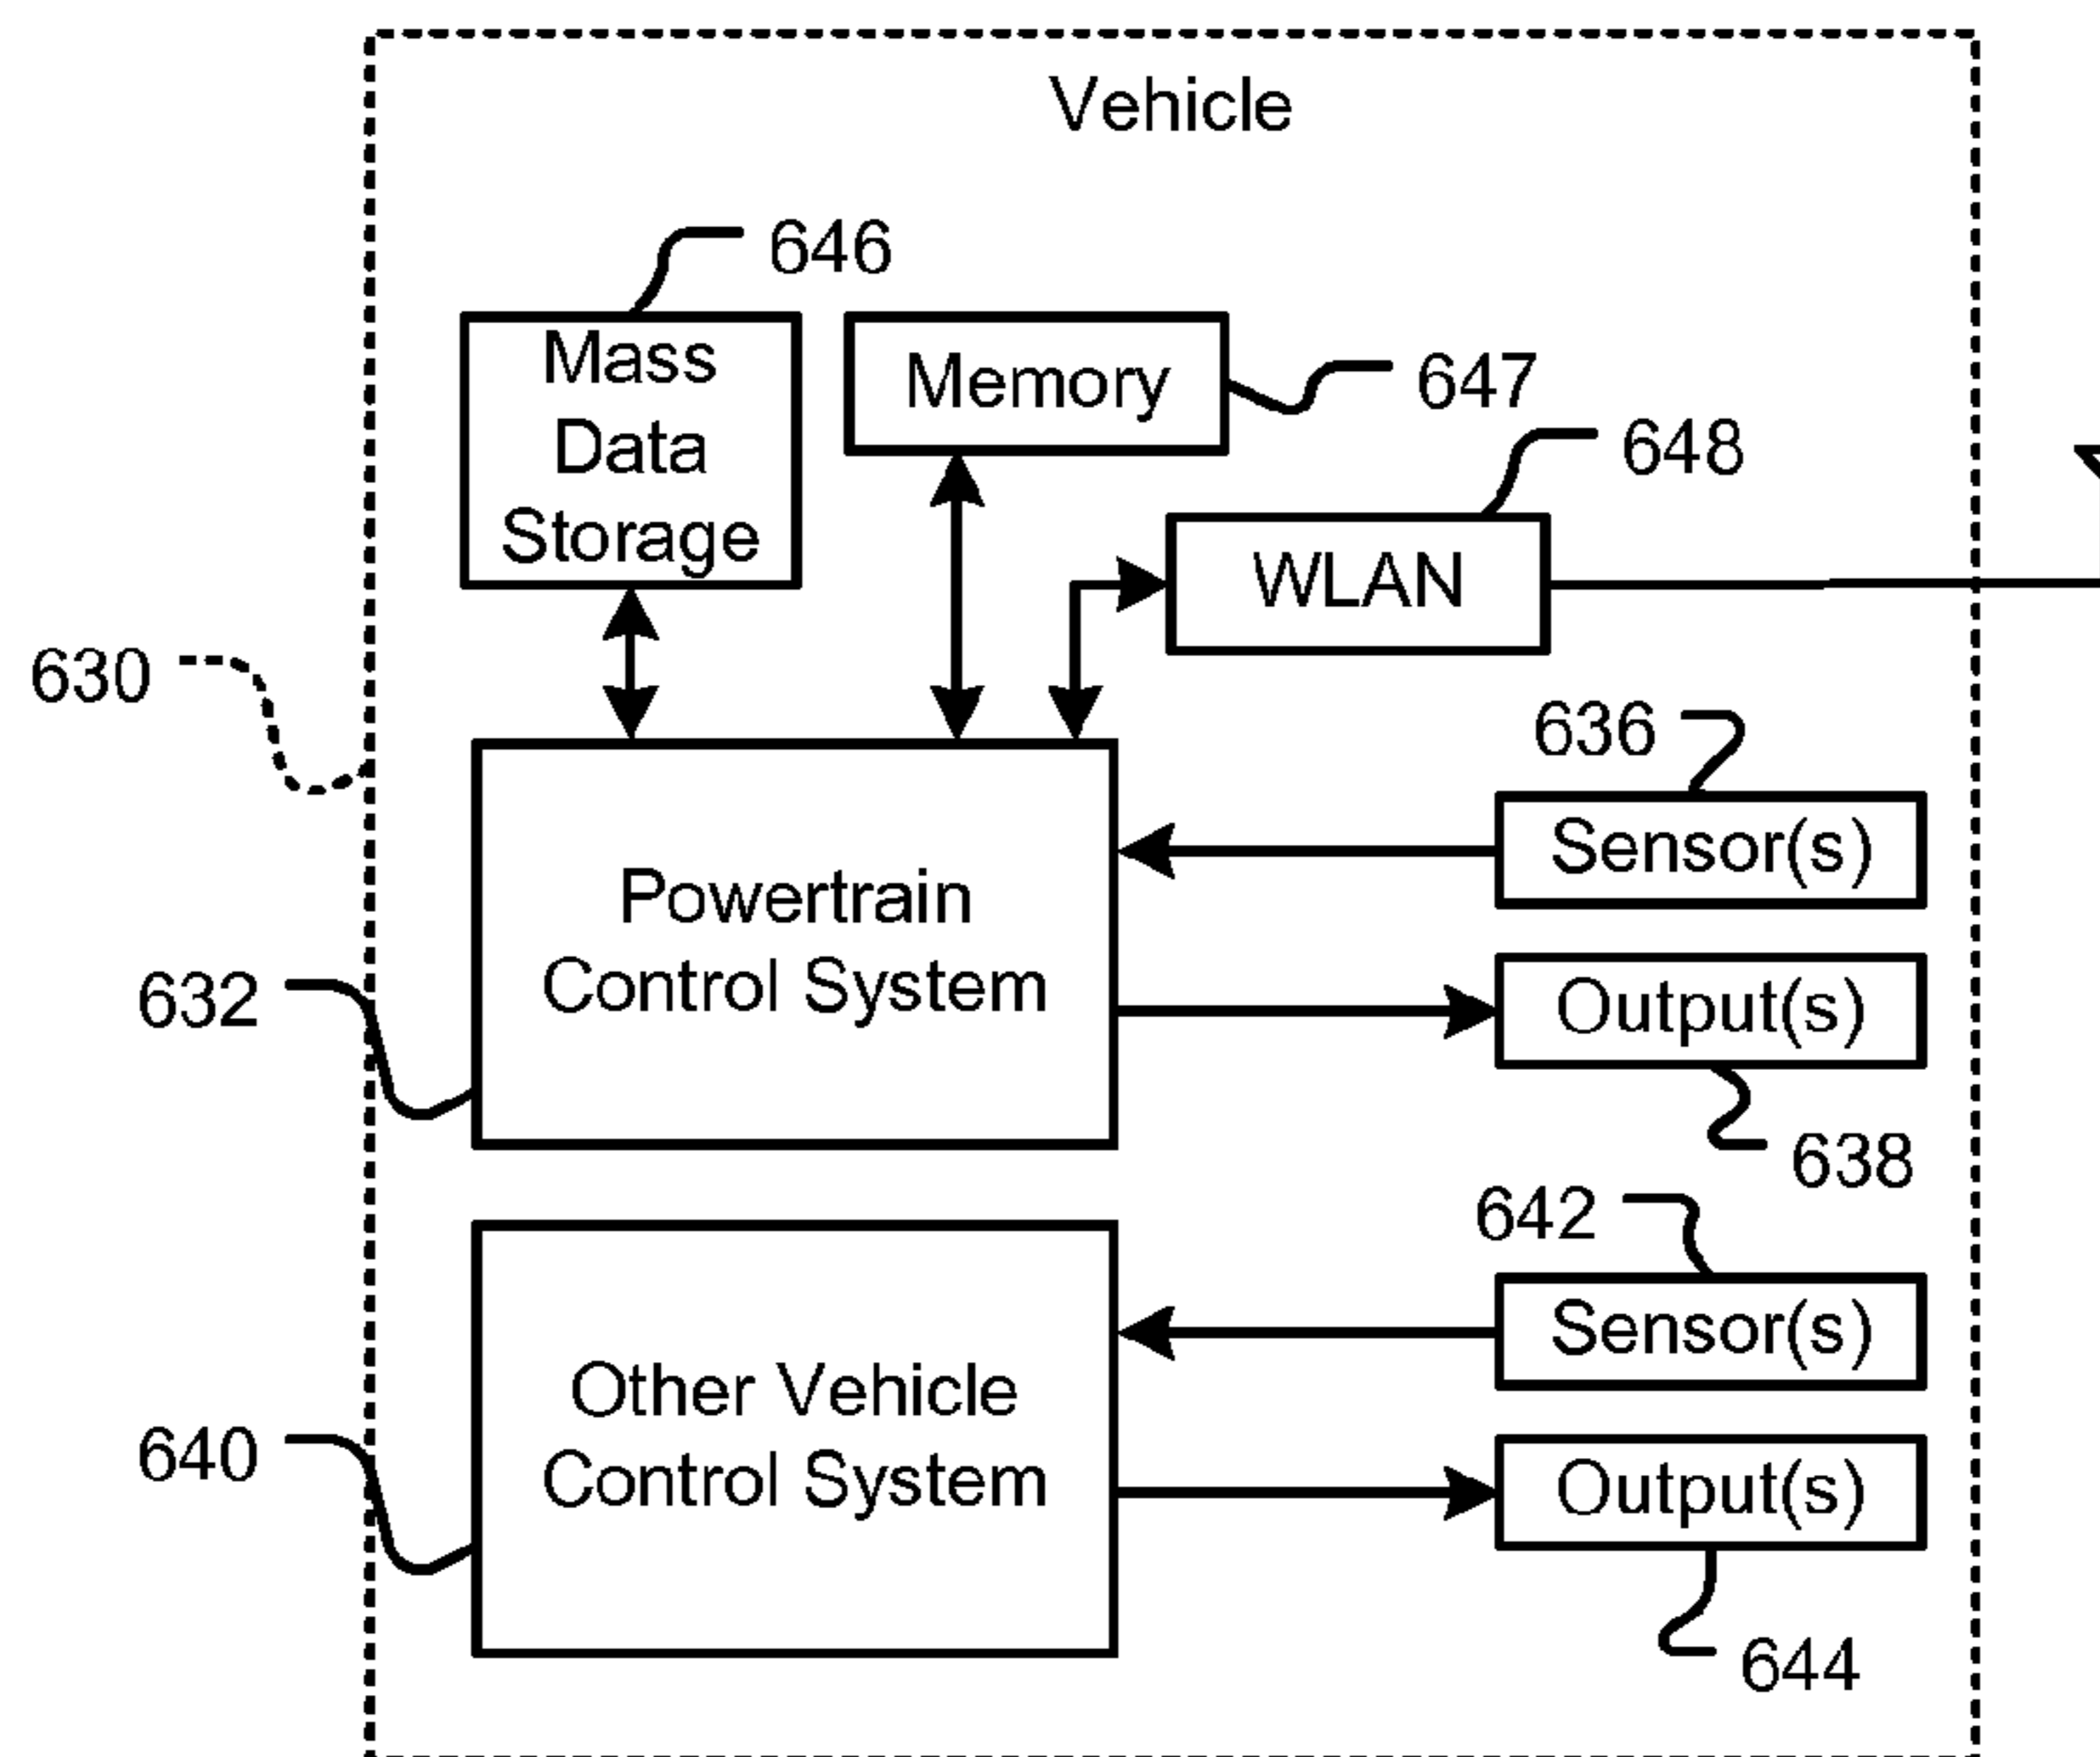 Vehicle
646
Mass
Data
Storage
Memory
647
648
WLAN
630
636
Sensor(s)
Powertrain
Control System
632
Output(s)
638
642
Sensor(s)
Other Vehicle
Control System
640
Output(s)
644